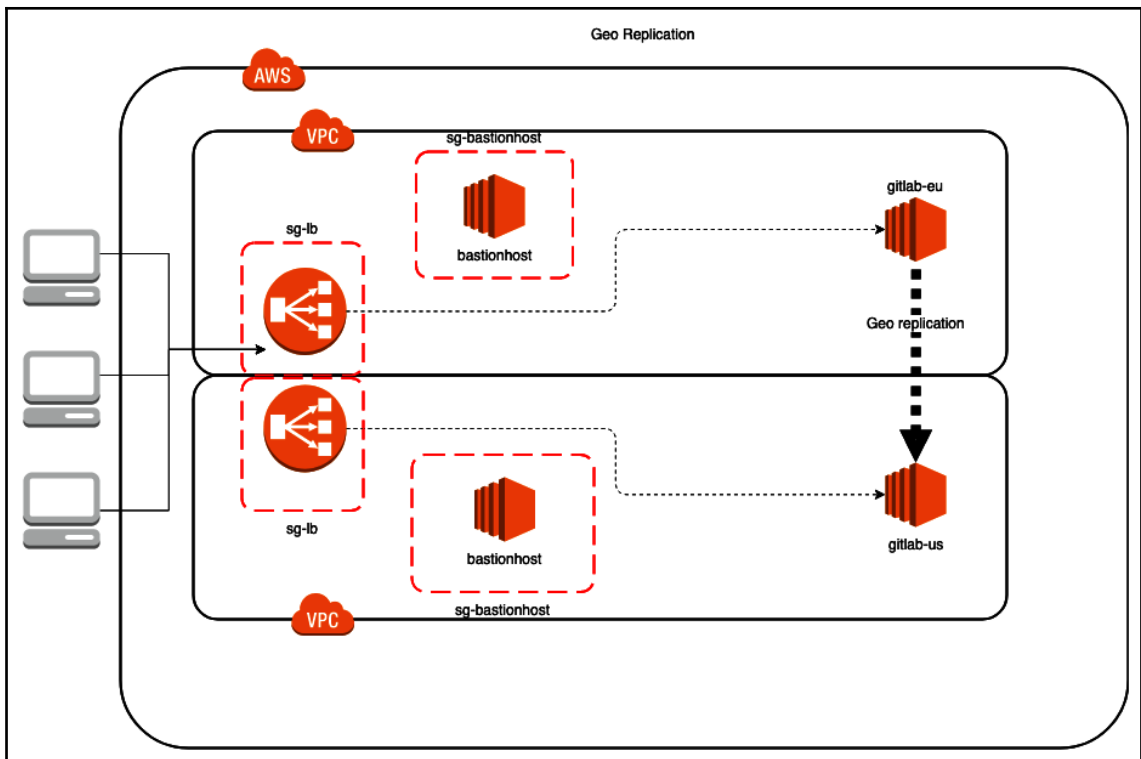 Geo Replication
AWS
VPC
sg-bastionhost
bastionhost
gitlab-eu
sg-lb
Geo replication
sg-lb
bastionhost
gitlab-us
sg-bastionhost
VPC